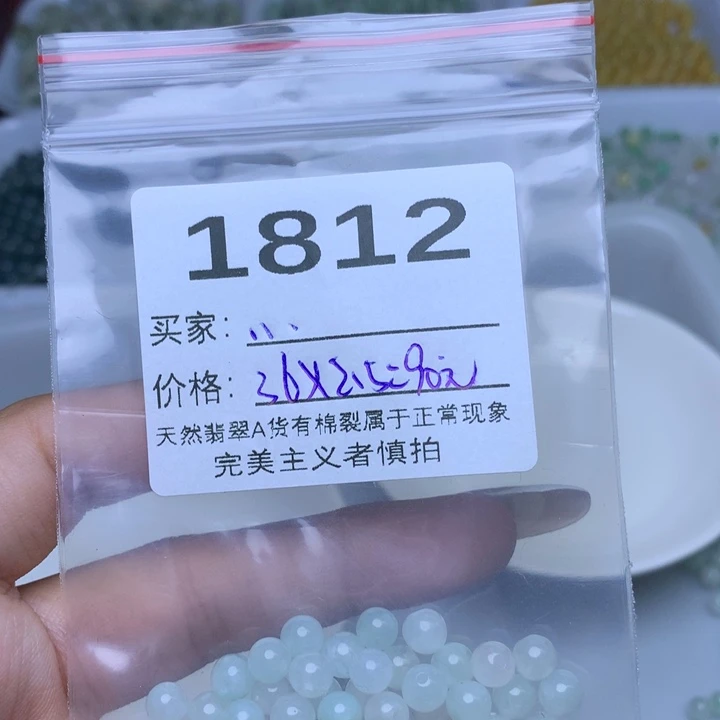 1812
买家：...
价格：36X2.5=90元
天然翡翠A货有棉裂属于正常现象
完美主义者慎拍